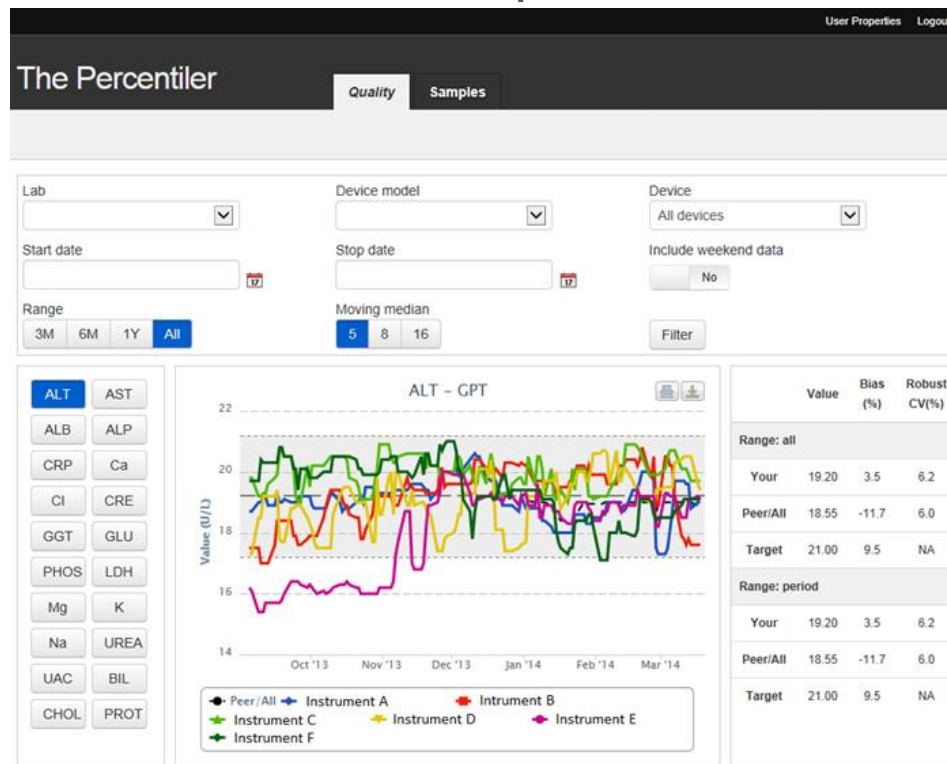 User Properties Logou
The Percentiler
Quality Samples
Lab Device model Device
All devices
Start date Stop date Include weekend data
17 17 No
Range Moving median
3M 6M 1Y All 5 8 16 Filter
ALT AST
ALB ALP
CRP Ca
Cl CRE
GGT GLU
PHOS LDH
Mg K
Na UREA
UAC BIL
CHOL PROT
ALT - GPT
Value (U/L)
22
20
18
16
14
Oct '13 Nov '13 Dec '13 Jan '14 Feb '14 Mar '14
Peer/All Instrument A Intrument B
Instrument C Instrument D Instrument E
Instrument F
Value Bias (%) Robust CV(%)
Range: all
Your 19.20 3.5 6.2
Peer/All 18.55 -11.7 6.0
Target 21.00 9.5 NA
Range: period
Your 19.20 3.5 6.2
Peer/All 18.55 -11.7 6.0
Target 21.00 9.5 NA